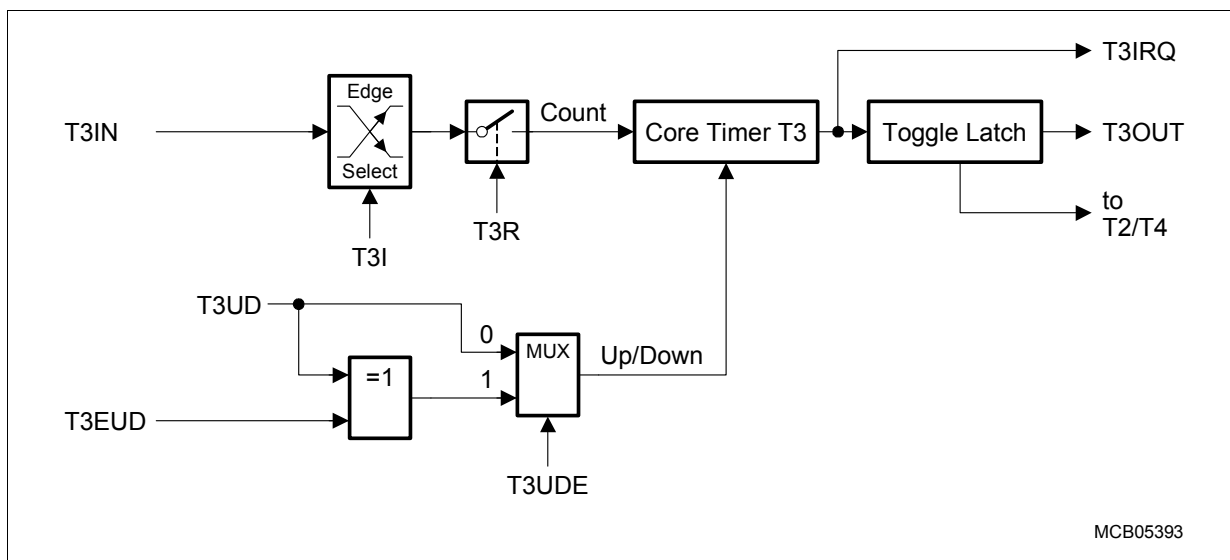 T3IRQ
Edge
Count
T3IN
Core Timer T3
Toggle Latch
T3OUT
Select
to
T2/T4
T3R
T3I
T3UD
0
MUX
Up/Down
=1
1
T3EUD
T3UDE
MCB05393